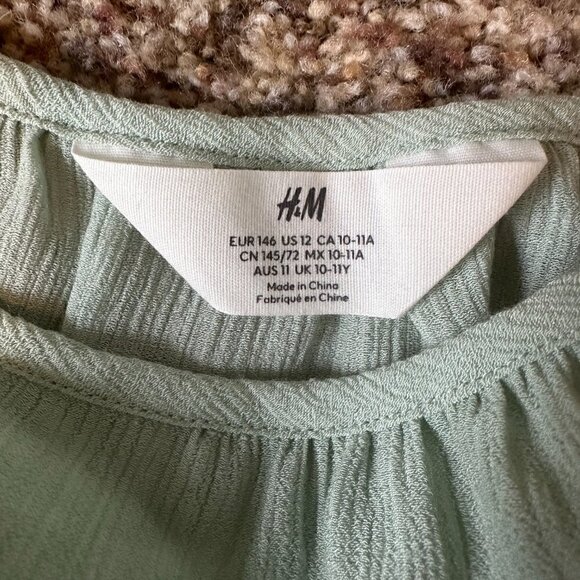 H&M
EUR 146 US 12 CA 10-11A
CN 145/72 MX 10-11A
AUS 11 UK 10-11Y
Made in China
Fabriqué en Chine